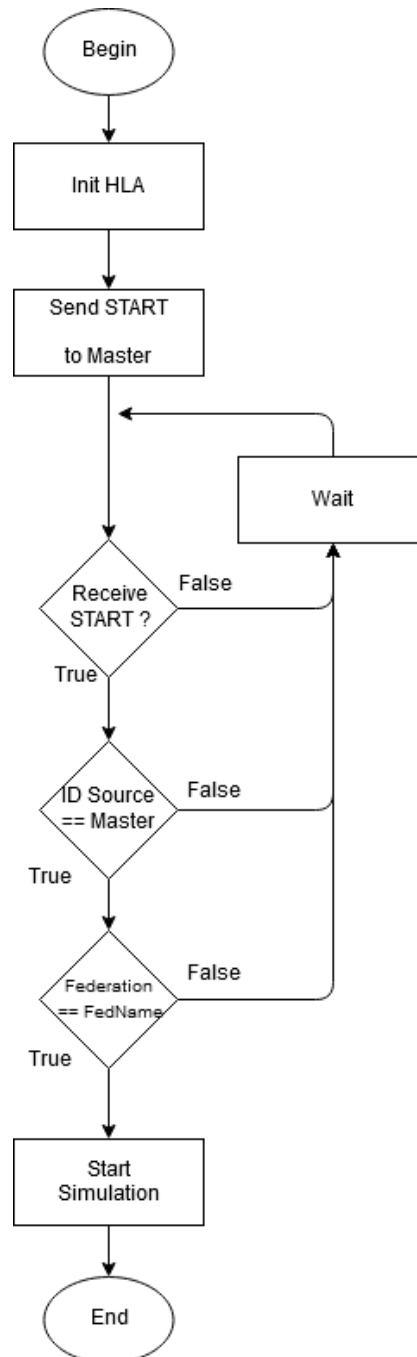 Begin
Init HLA
Send START
to Master
Wait
Receive
START ?
False
True
ID Source
== Master
False
True
Federation
== FedName
False
True
Start
Simulation
End